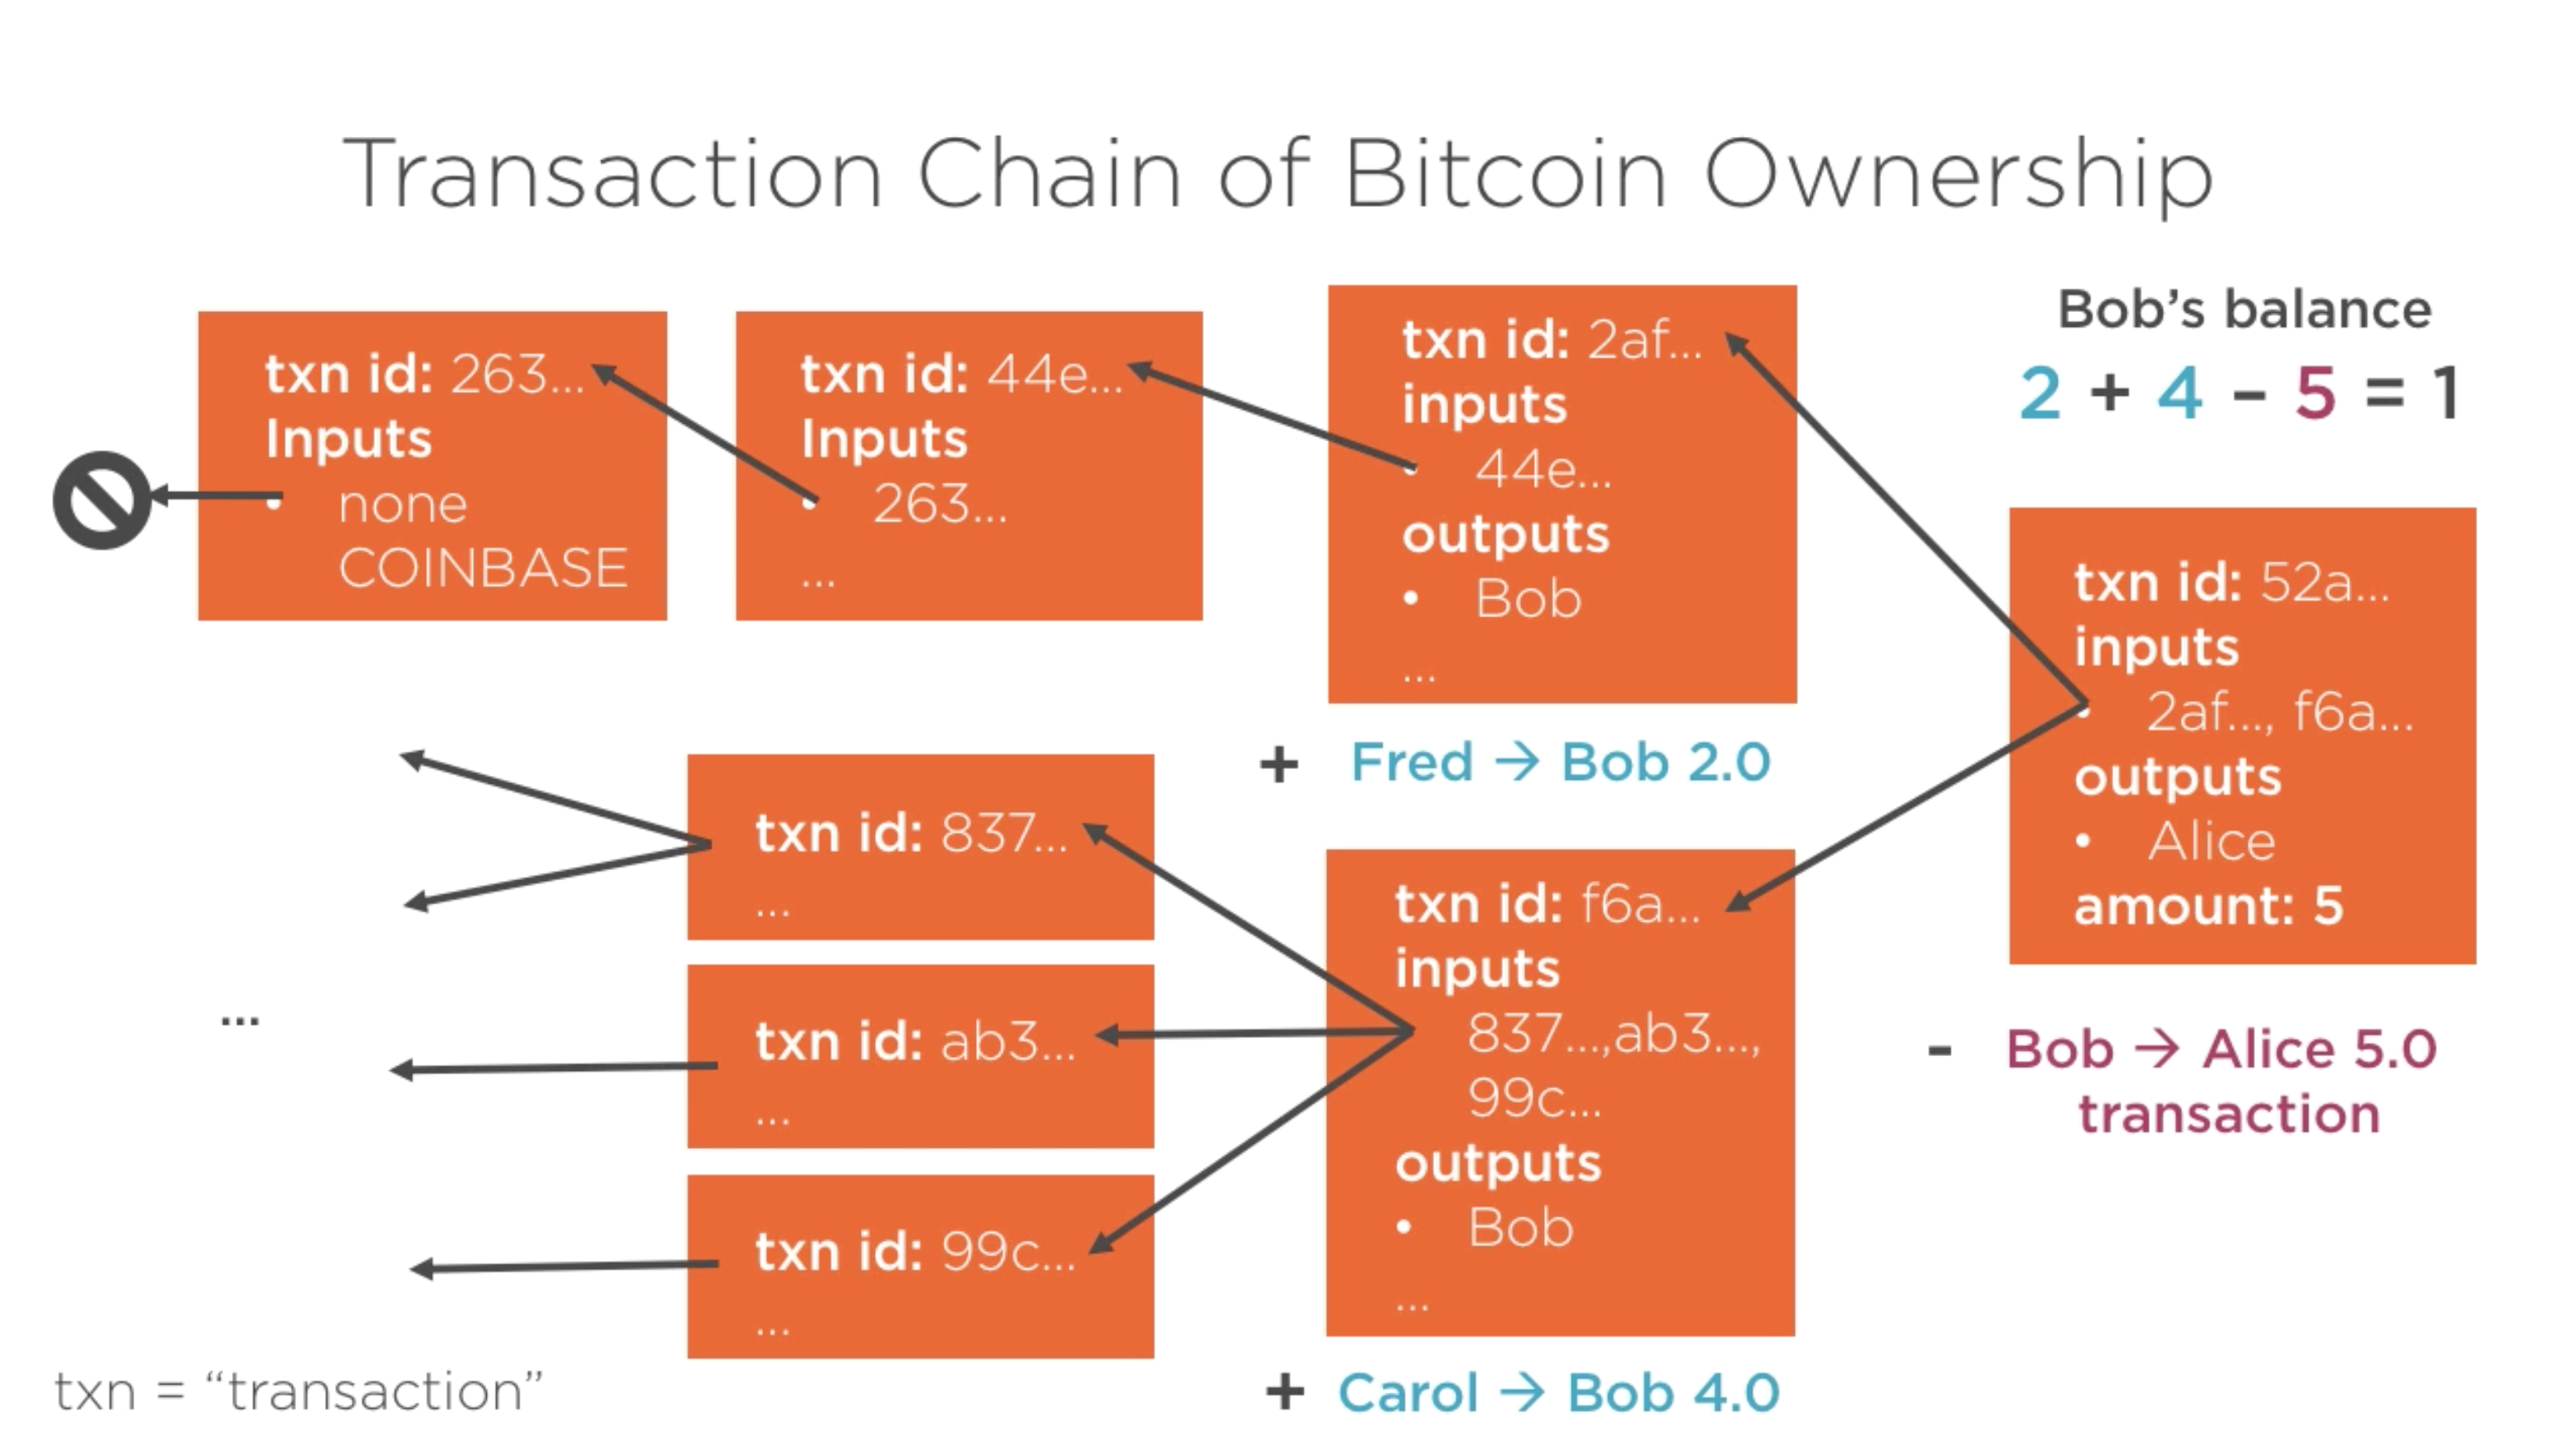 Transaction Chain of Bitcoin Ownership
txn id: 263...
Inputs
• none
COINBASE
txn id: 44e...
Inputs
• 263...
...
txn id: 2af...
inputs
• 44e...
outputs
• Bob
...
+ Fred → Bob 2.0
Bob’s balance
2 + 4 – 5 = 1
txn id: 52a...
inputs
• 2af..., f6a...
outputs
• Alice
amount: 5
- Bob → Alice 5.0
transaction
...
txn id: 837...
...
txn id: ab3...
...
txn id: 99c...
...
txn id: f6a...
inputs
837...,ab3...,
99c...
outputs
• Bob
...
+ Carol → Bob 4.0
txn = “transaction”